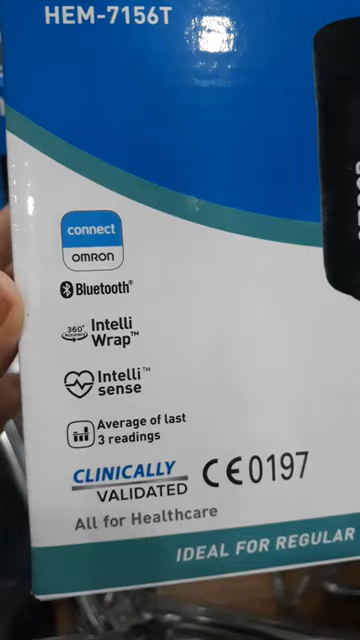 HEM-7156T
connect
OMRON
Bluetooth®
360°
ACCURACY
Intelli
Wrap™
Intelli™
sense
Average of last
3 readings
CLINICALLY
VALIDATED
CE0197
All for Healthcare
IDEAL FOR REGULAR